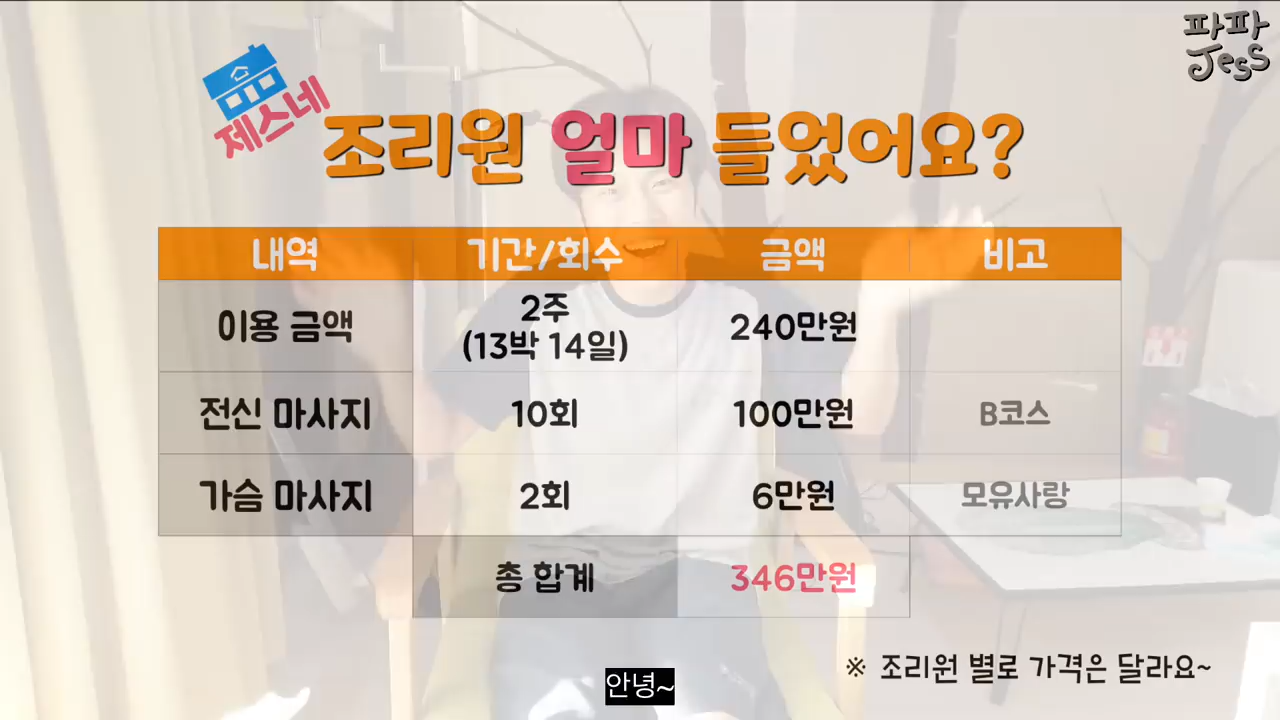 파파
Jess
제스네
조리원 얼마 들었어요?
내역 기간/회수 금액 비고
이용 금액 2주 (13박 14일) 240만원
전신 마사지 10회 100만원 B코스
가슴 마사지 2회 6만원 모유사랑
총 합계 346만원
※ 조리원 별로 가격은 달라요~
안녕~